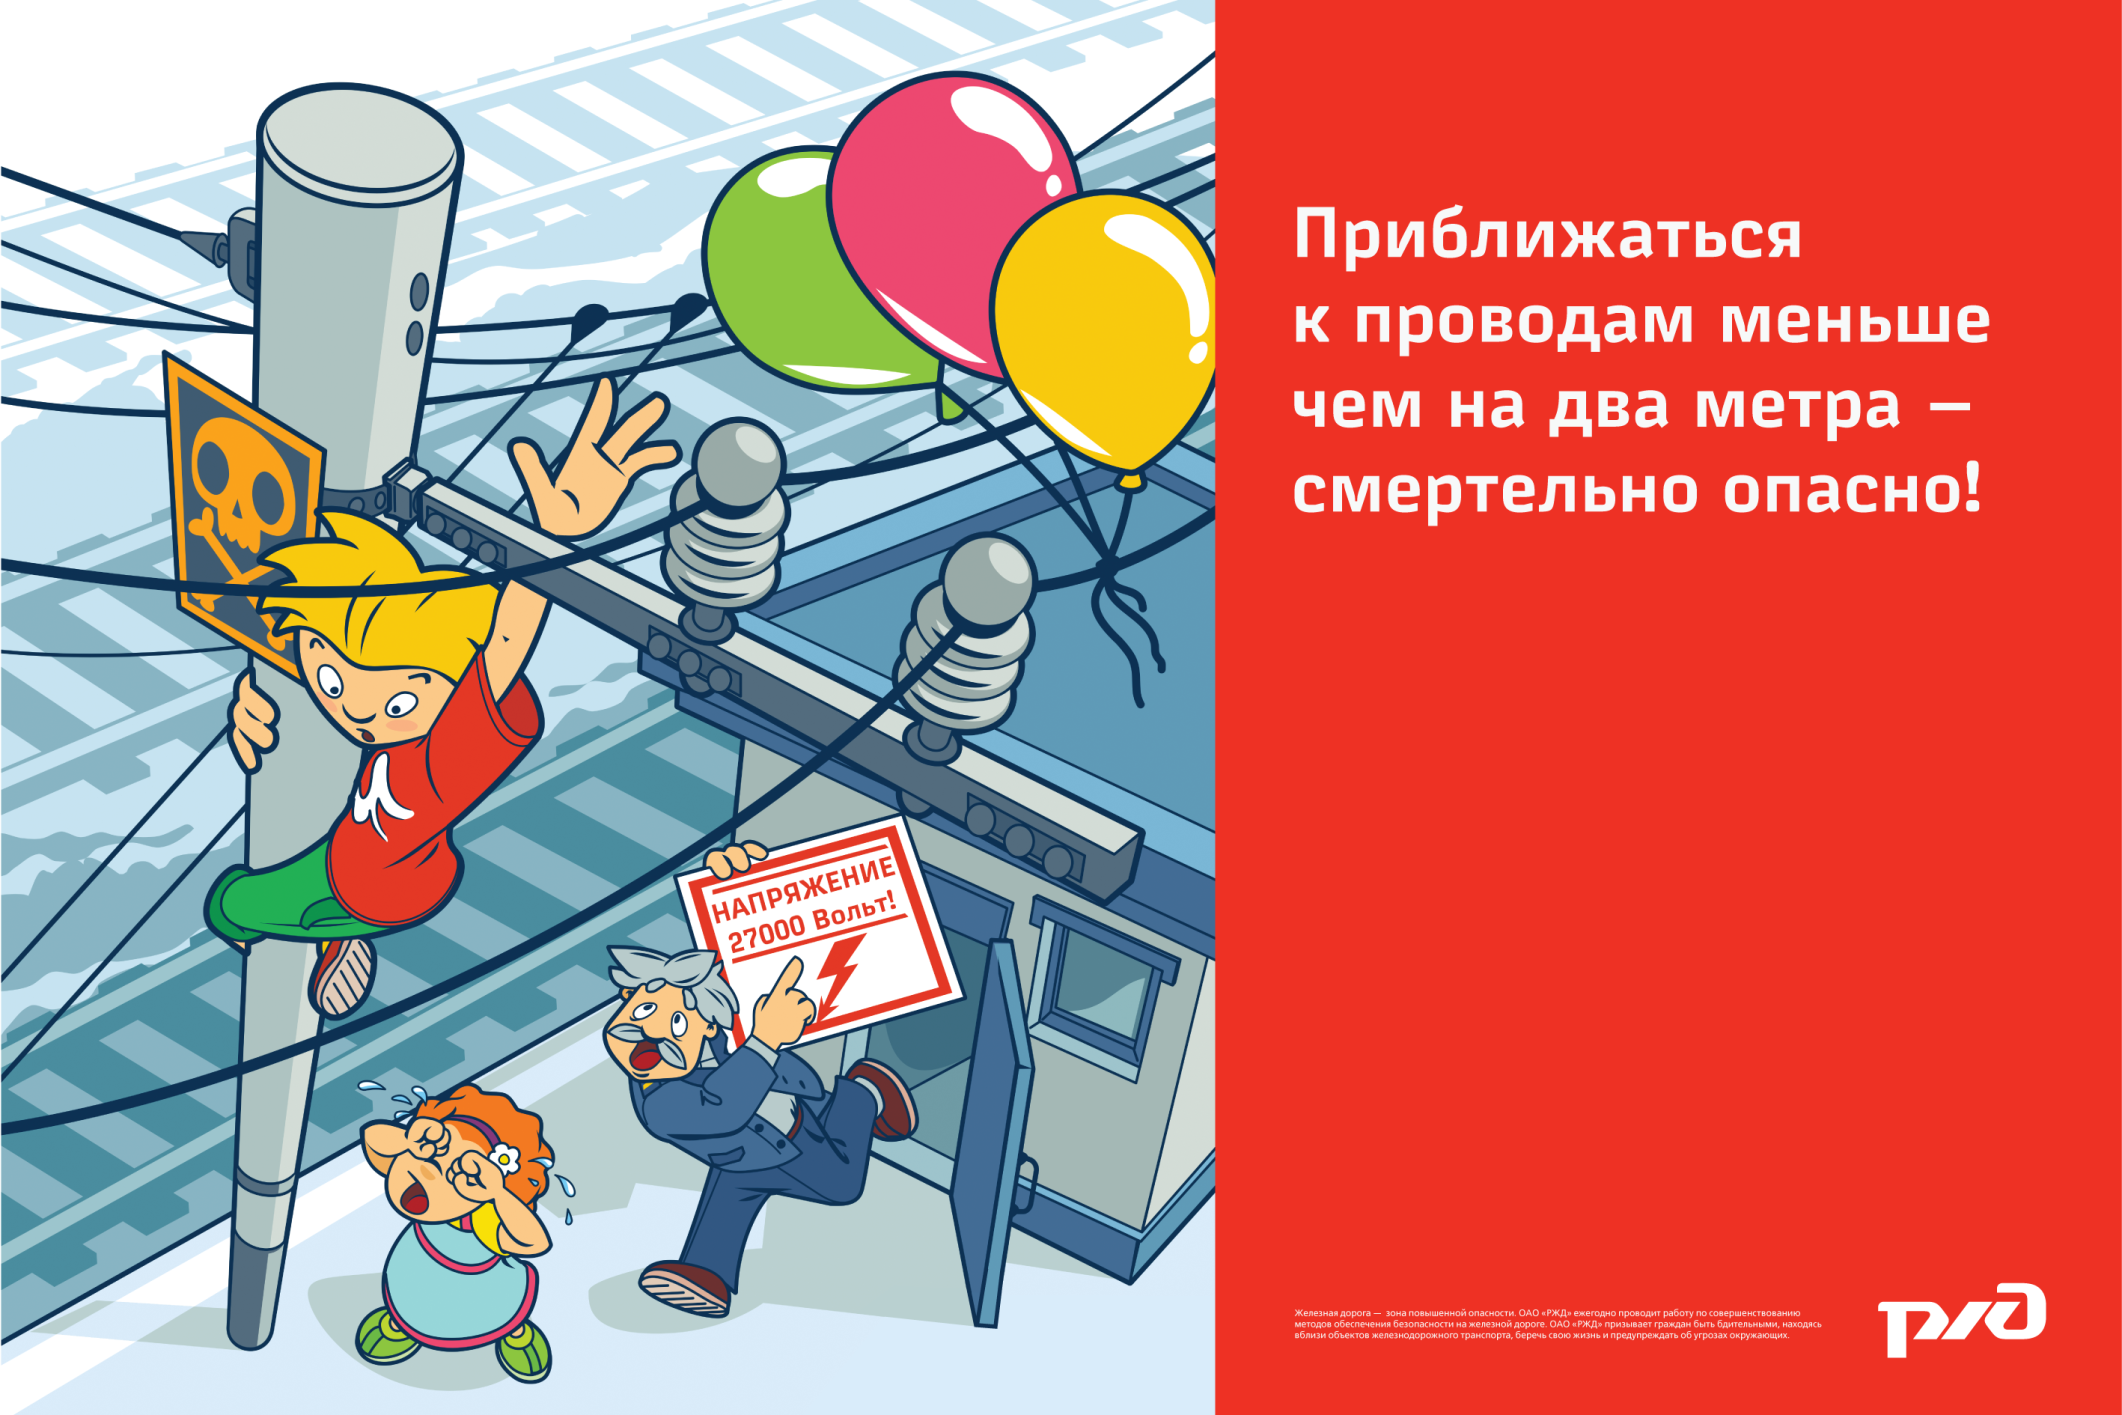 Приближаться
к проводам меньше
чем на два метра –
смертельно опасно!
НАПРЯЖЕНИЕ
27000 Вольт!
Железная дорога — зона повышенной опасности. ОАО «РЖД» ежегодно проводит работу по совершенствованию
методов обеспечения безопасности на железной дороге. ОАО «РЖД» призывает граждан быть бдительными, находясь
вблизи объектов железнодорожного транспорта, беречь свою жизнь и предупреждать об угрозах окружающих.
РЖД